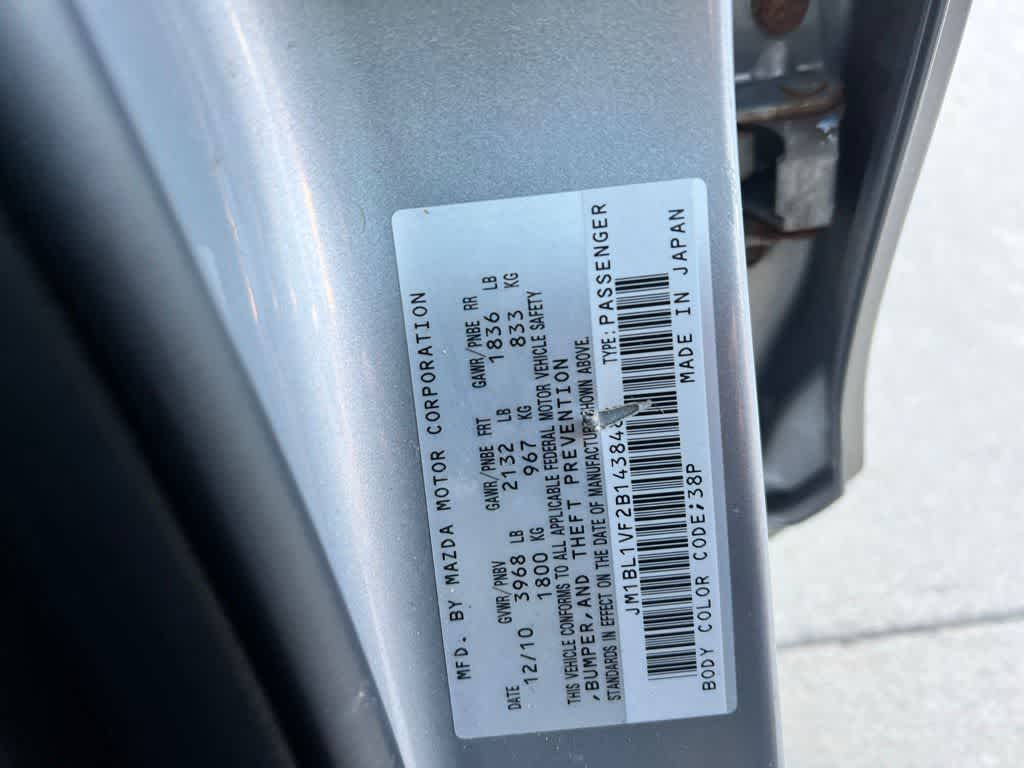 MFD. BY MAZDA MOTOR CORPORATION
DATE GVWR/PNBV GAWR/PNBE FRT GAWR/PNBE RR
12/10 3968 LB 2132 LB 1836 LB
1800 KG 967 KG 833 KG
THIS VEHICLE CONFORMS TO ALL APPLICABLE FEDERAL MOTOR VEHICLE SAFETY
,BUMPER,AND THEFT PREVENTION
STANDARDS IN EFFECT ON THE DATE OF MANUFACTURE SHOWN ABOVE.
JM1BL1VF2B143846 TYPE: PASSENGER
BODY COLOR CODE;38P MADE IN JAPAN